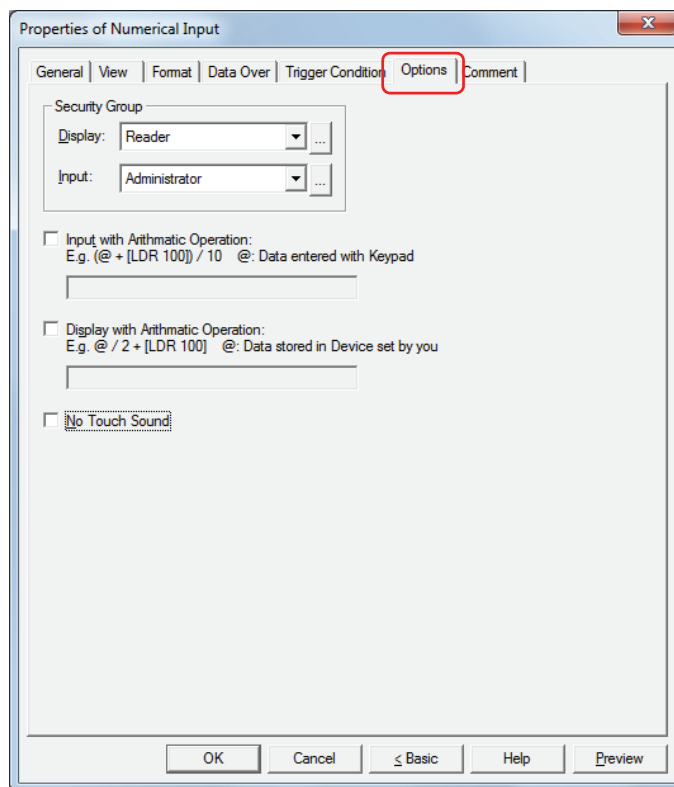 Properties of Numerical Input
General View Format Data Over Trigger Condition Options Comment
Security Group
Display: Reader ...
Input: Administrator ...
Input with Arithmatic Operation:
E.g. (@ + [LDR 100]) / 10 @: Data entered with Keypad
Display with Arithmatic Operation:
E.g. @ / 2 + [LDR 100] @: Data stored in Device set by you
No Touch Sound
OK Cancel < Basic Help Preview